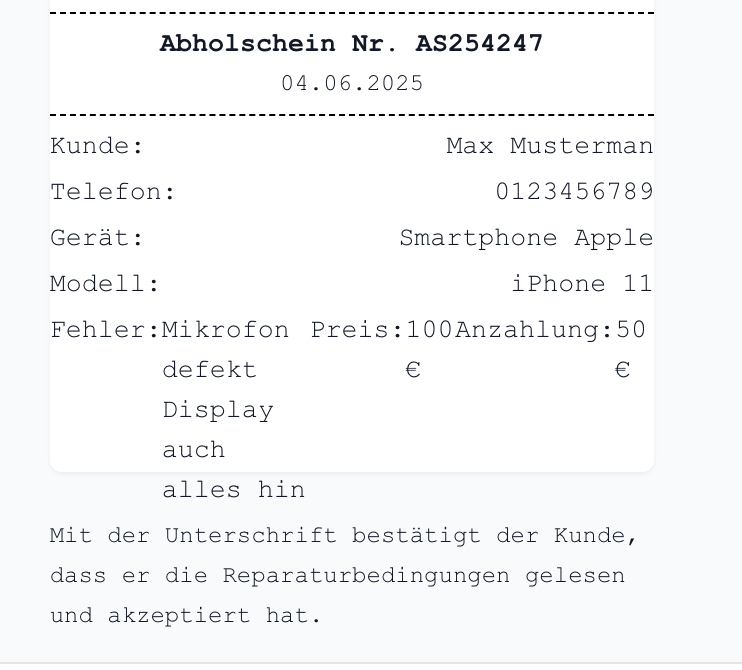 Abholschein Nr. AS254247
04.06.2025
Kunde: Max Musterman
Telefon: 0123456789
Gerät: Smartphone Apple
Modell: iPhone 11
Fehler:Mikrofon Preis:100Anzahlung:50
defekt € €
Display
auch
alles hin
Mit der Unterschrift bestätigt der Kunde,
dass er die Reparaturbedingungen gelesen
und akzeptiert hat.